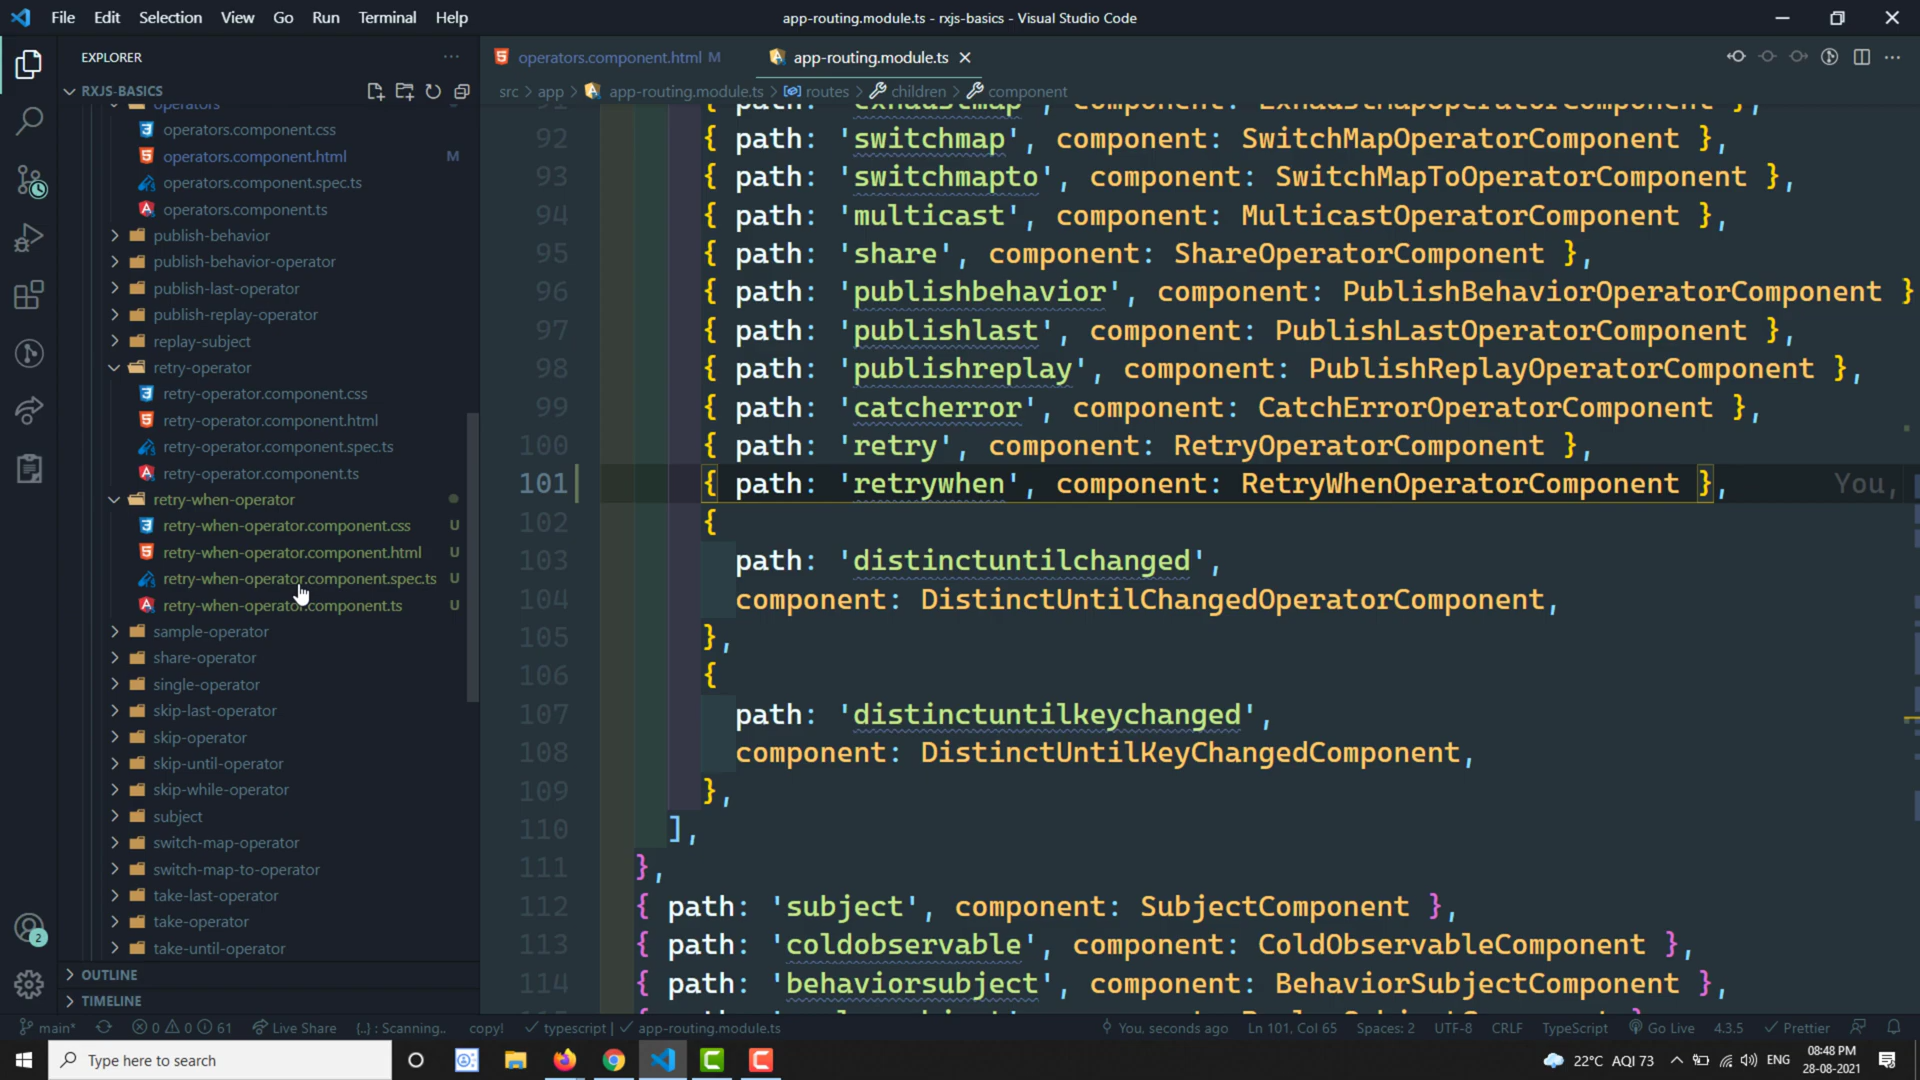 File Edit Selection View Go Run Terminal Help
app-routing.module.ts - rxjs-basics - Visual Studio Code
EXPLORER
RXJS-BASICS
operators
operators.component.css
operators.component.html M
operators.component.spec.ts
operators.component.ts
publish-behavior
publish-behavior-operator
publish-last-operator
publish-replay-operator
replay-subject
retry-operator
retry-operator.component.css
retry-operator.component.html
retry-operator.component.spec.ts
retry-operator.component.ts
retry-when-operator
retry-when-operator.component.css U
retry-when-operator.component.html U
retry-when-operator.component.spec.ts U
retry-when-operator.component.ts U
sample-operator
share-operator
single-operator
skip-last-operator
skip-operator
skip-until-operator
skip-while-operator
subject
switch-map-operator
switch-map-to-operator
take-last-operator
take-operator
take-until-operator
OUTLINE
TIMELINE
2
operators.component.html M
app-routing.module.ts
src > app > app-routing.module.ts > routes > children > component
91 { path: 'exhaustmap', component: ExhaustMapOperatorComponent },
92 { path: 'switchmap', component: SwitchMapOperatorComponent },
93 { path: 'switchmapto', component: SwitchMapToOperatorComponent },
94 { path: 'multicast', component: MulticastOperatorComponent },
95 { path: 'share', component: ShareOperatorComponent },
96 { path: 'publishbehavior', component: PublishBehaviorOperatorComponent }
97 { path: 'publishlast', component: PublishLastOperatorComponent },
98 { path: 'publishreplay', component: PublishReplayOperatorComponent },
99 { path: 'catcherror', component: CatchErrorOperatorComponent },
100 { path: 'retry', component: RetryOperatorComponent },
101 { path: 'retrywhen', component: RetryWhenOperatorComponent }, You,
102 {
103 path: 'distinctuntilchanged',
104 component: DistinctUntilChangedOperatorComponent,
105 },
106 {
107 path: 'distinctuntilkeychanged',
108 component: DistinctUntilKeyChangedComponent,
109 },
110 ],
111 },
112 { path: 'subject', component: SubjectComponent },
113 { path: 'coldobservable', component: ColdObservableComponent },
114 { path: 'behaviorsubject', component: BehaviorSubjectComponent },
main* 0 0 61 Live Share {..} : Scanning.. copy! typescript | app-routing.module.ts You, seconds ago Ln 101, Col 65 Spaces: 2 UTF-8 CRLF TypeScript Go Live 4.3.5 Prettier
Type here to search
22°C AQI 73 ENG
08:48 PM
28-08-2021